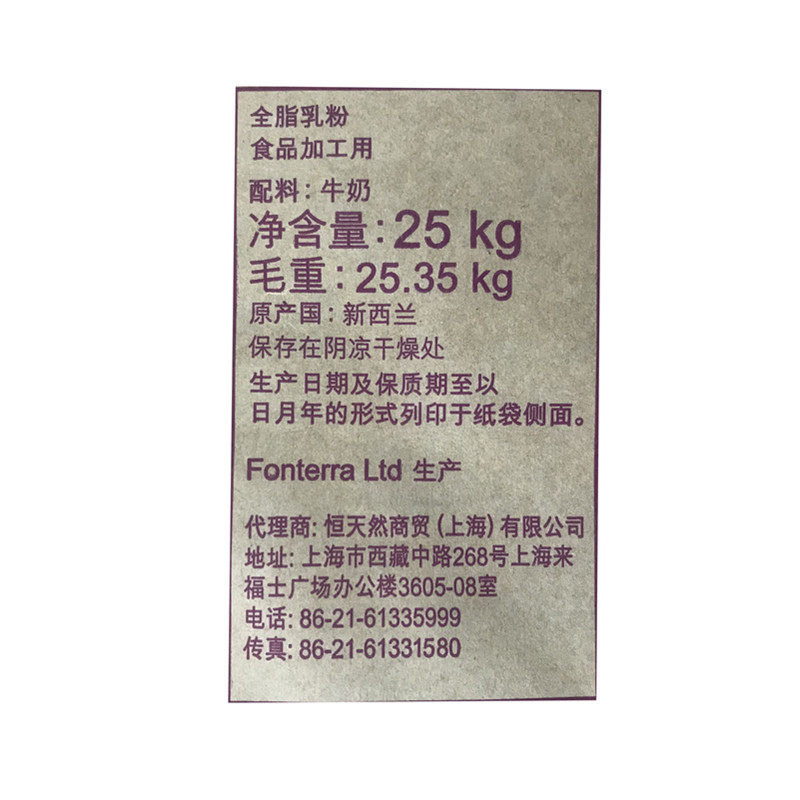 全脂乳粉
食品加工用
配料: 牛奶
净含量: 25 kg
毛重: 25.35 kg
原产国: 新西兰
保存在阴凉干燥处
生产日期及保质期至以
日月年的形式列印于纸袋侧面。
Fonterra Ltd 生产
代理商: 恒天然商贸 (上海) 有限公司
地址: 上海市西藏中路268号上海来
福士广场办公楼3605-08室
电话: 86-21-61335999
传真: 86-21-61331580